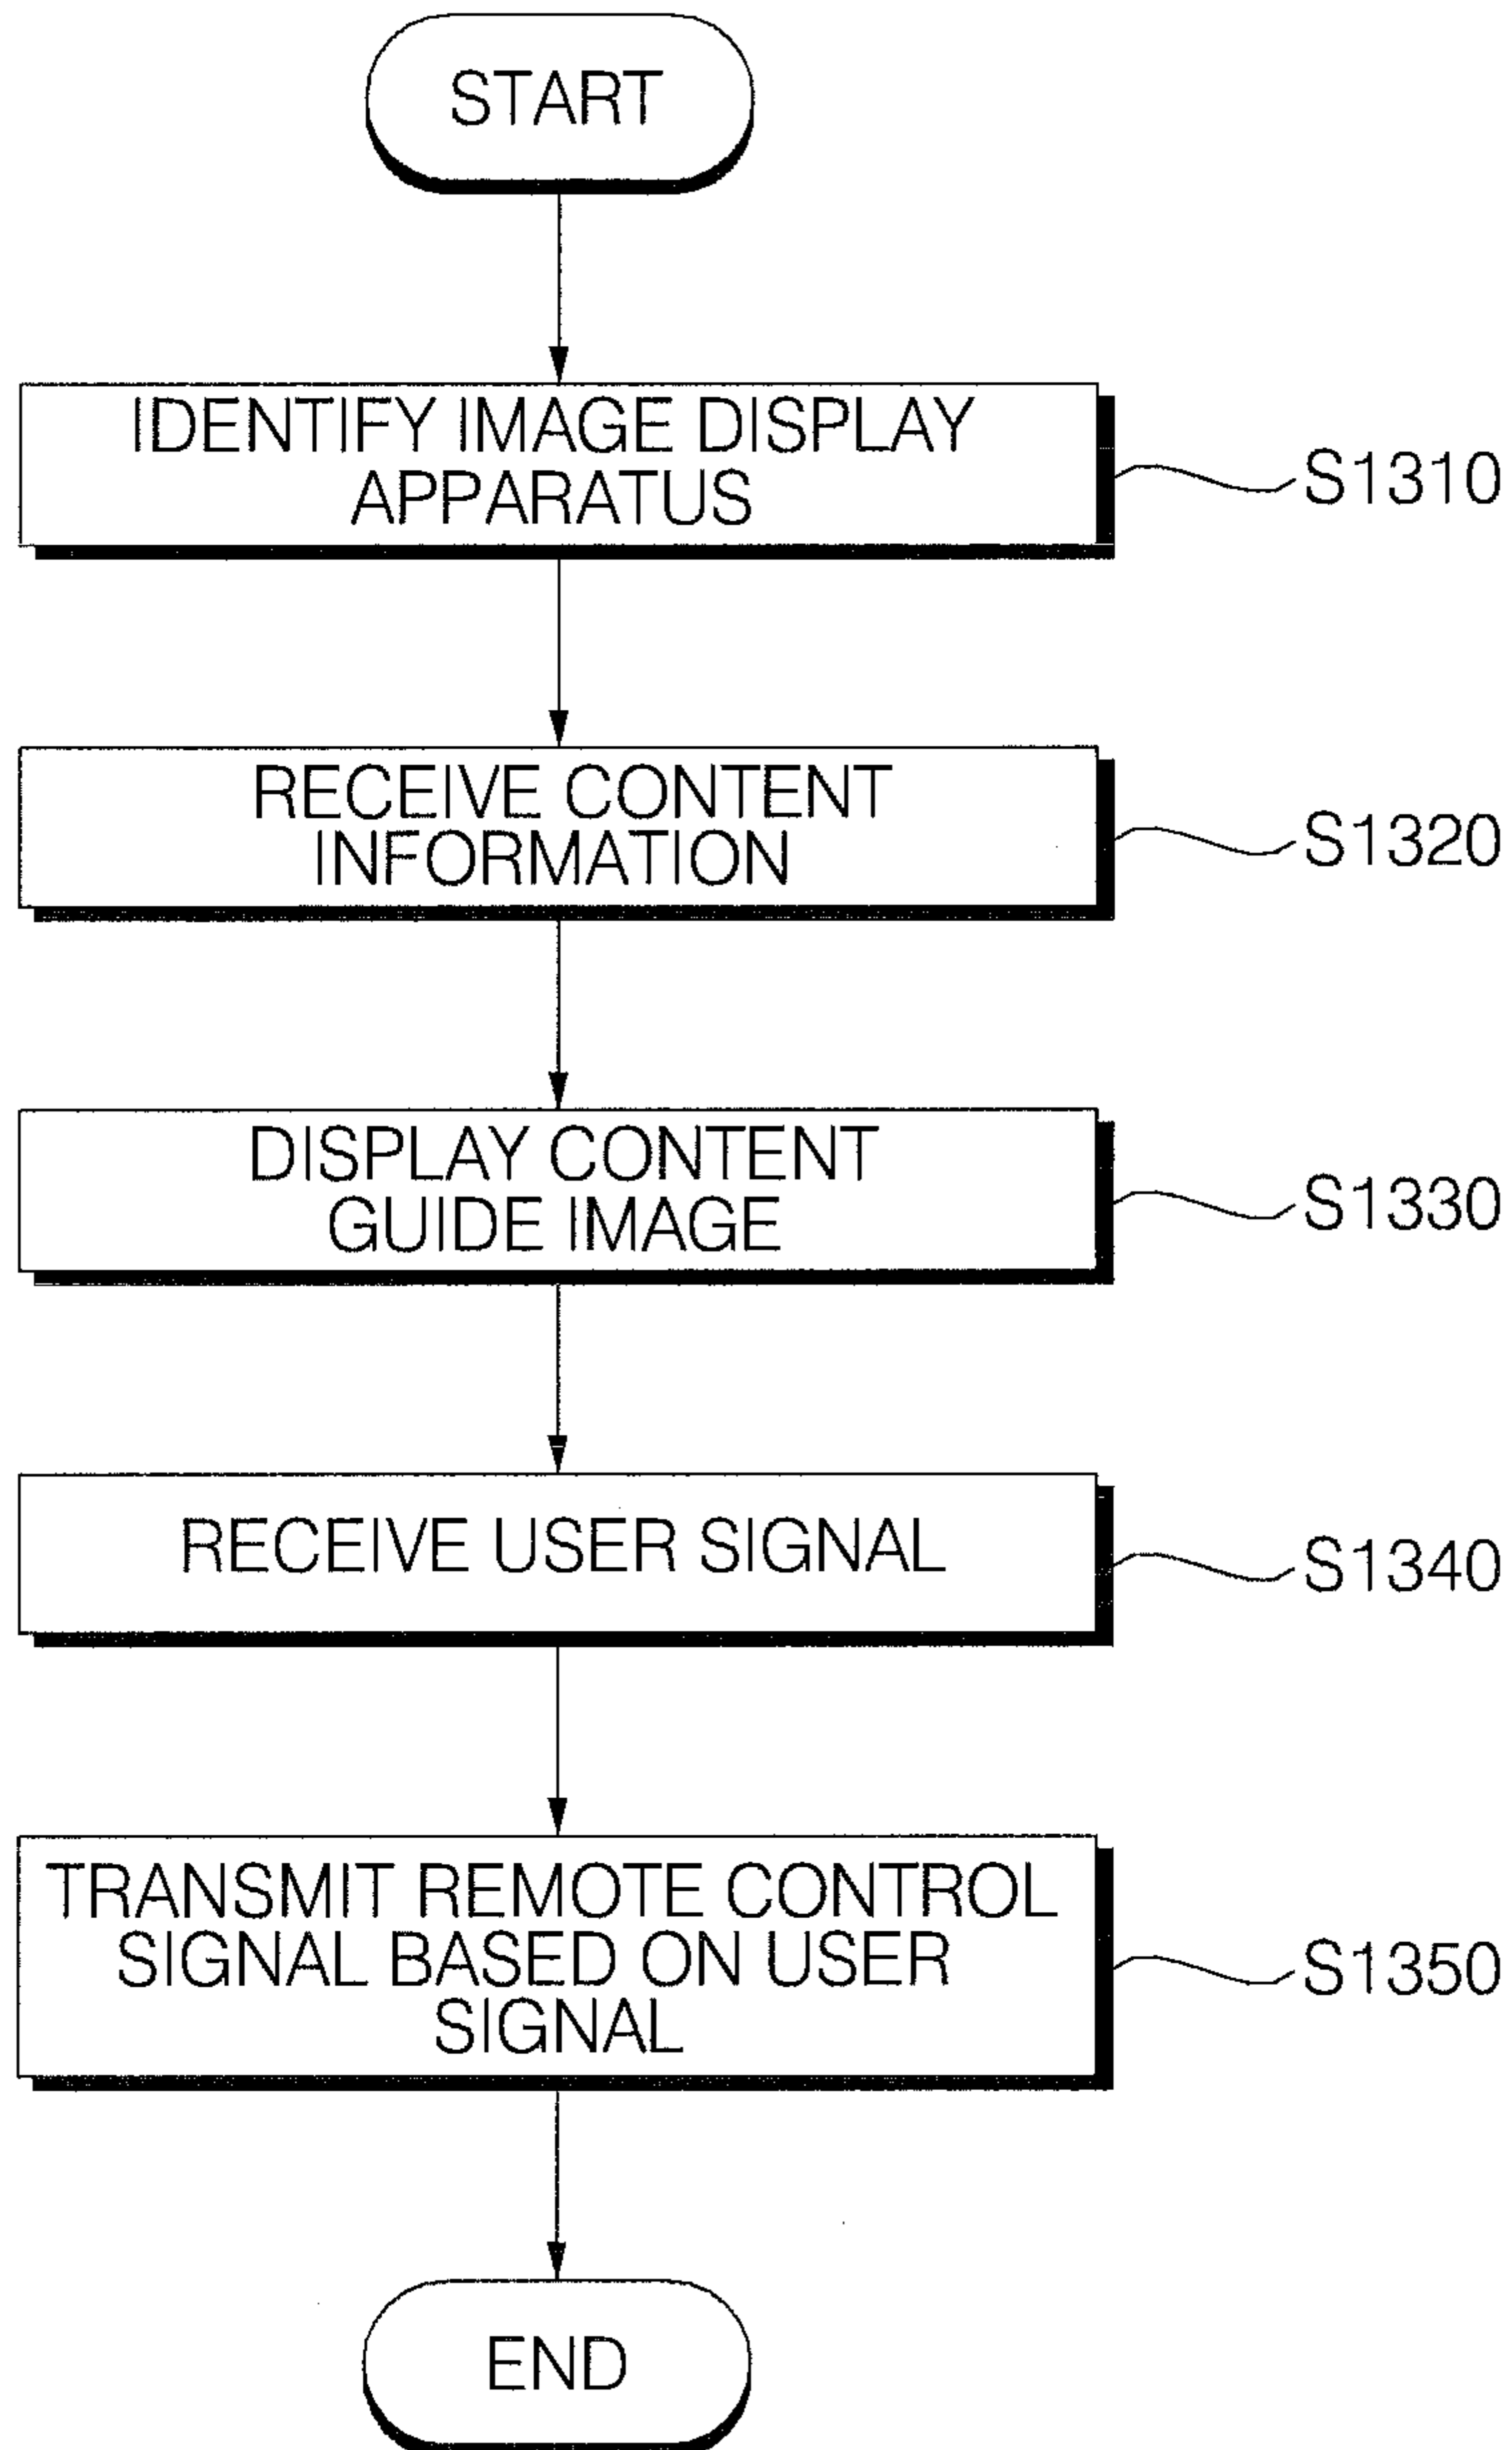 START
IDENTIFY IMAGE DISPLAY
APPARATUS
S1310
RECEIVE CONTENT
INFORMATION
S1320
DISPLAY CONTENT
GUIDE IMAGE
S1330
RECEIVE USER SIGNAL
S1340
TRANSMIT REMOTE CONTROL
SIGNAL BASED ON USER
SIGNAL
S1350
END